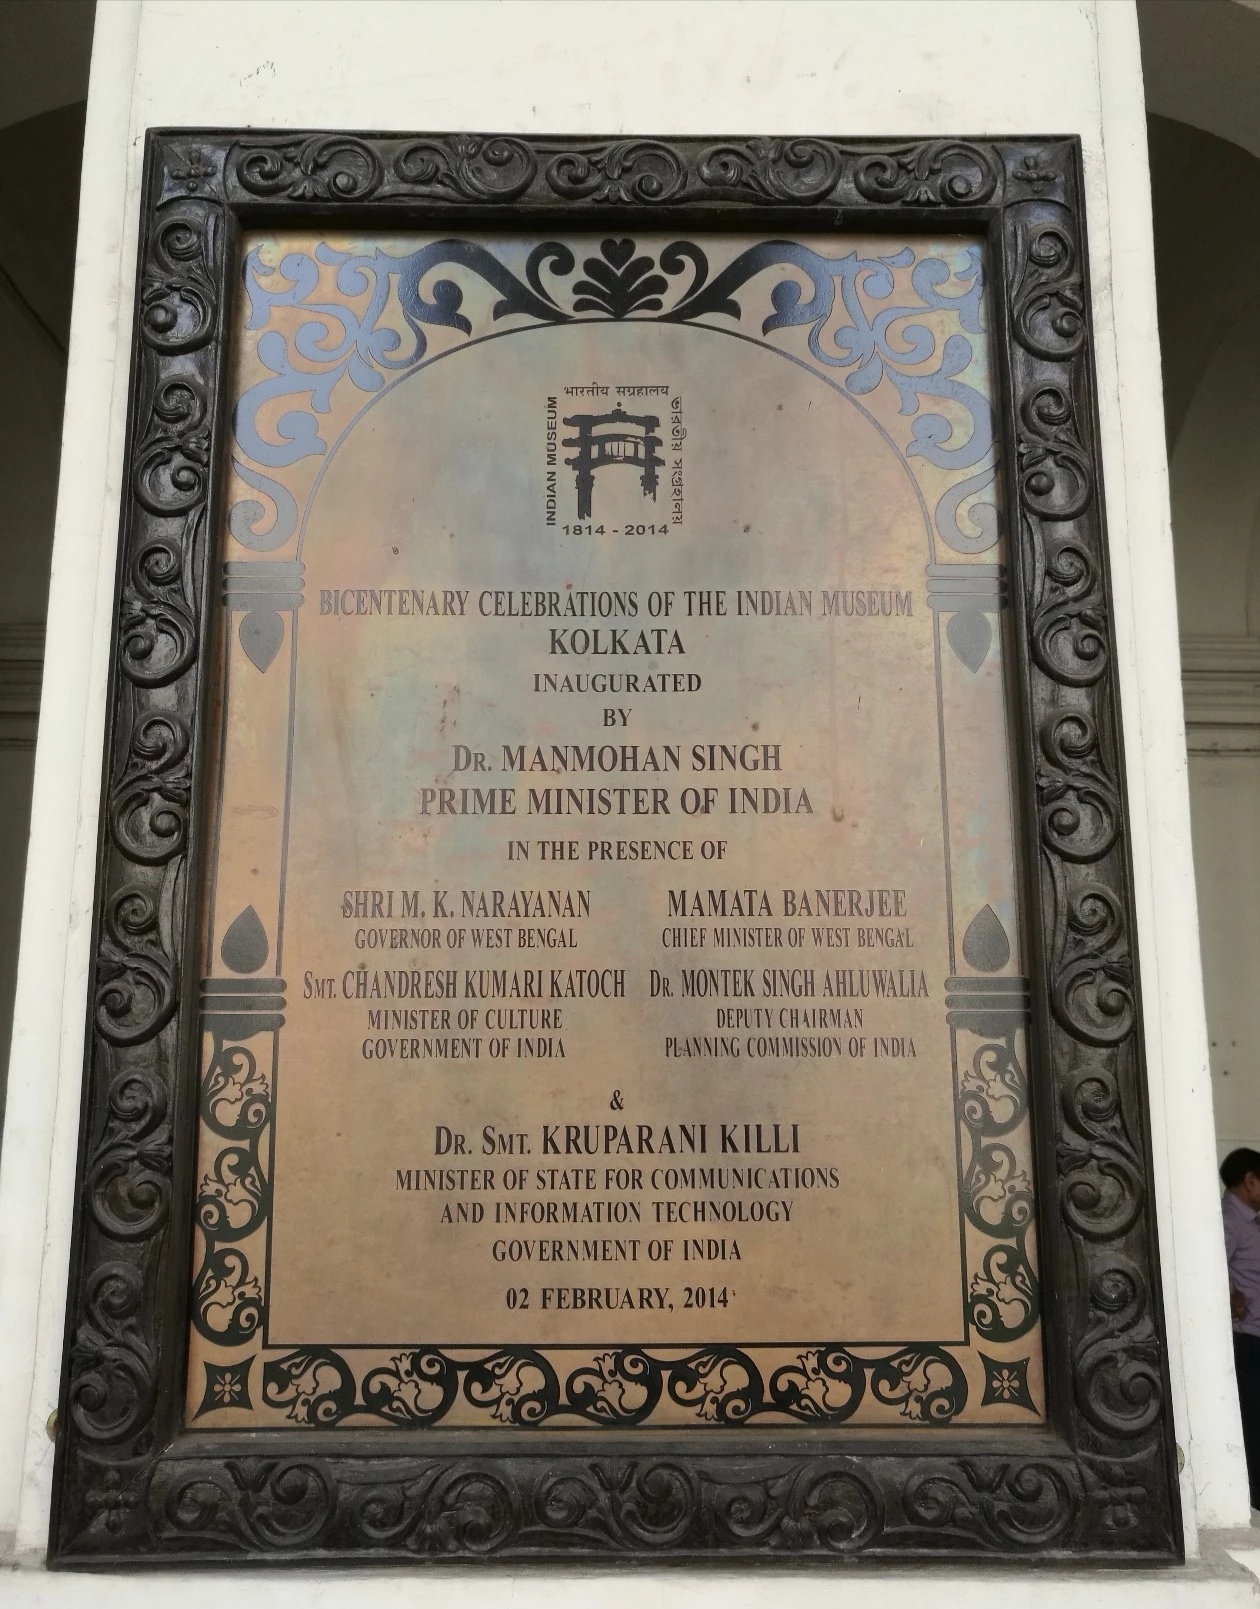 भारतीय संग्रहालय
INDIAN MUSEUM
ভারতীয় সংগ্রহালয়
1814 - 2014
BICENTENARY CELEBRATIONS OF THE INDIAN MUSEUM
KOLKATA
INAUGURATED
BY
DR. MANMOHAN SINGH
PRIME MINISTER OF INDIA
IN THE PRESENCE OF
SHRI M. K. NARAYANAN
GOVERNOR OF WEST BENGAL
MAMATA BANERJEE
CHIEF MINISTER OF WEST BENGAL
SMT. CHANDRESH KUMARI KATOCH
MINISTER OF CULTURE
GOVERNMENT OF INDIA
DR. MONTEK SINGH AHLUWALIA
DEPUTY CHAIRMAN
PLANNING COMMISSION OF INDIA
&
DR. SMT. KRUPARANI KILLI
MINISTER OF STATE FOR COMMUNICATIONS
AND INFORMATION TECHNOLOGY
GOVERNMENT OF INDIA
02 FEBRUARY, 2014